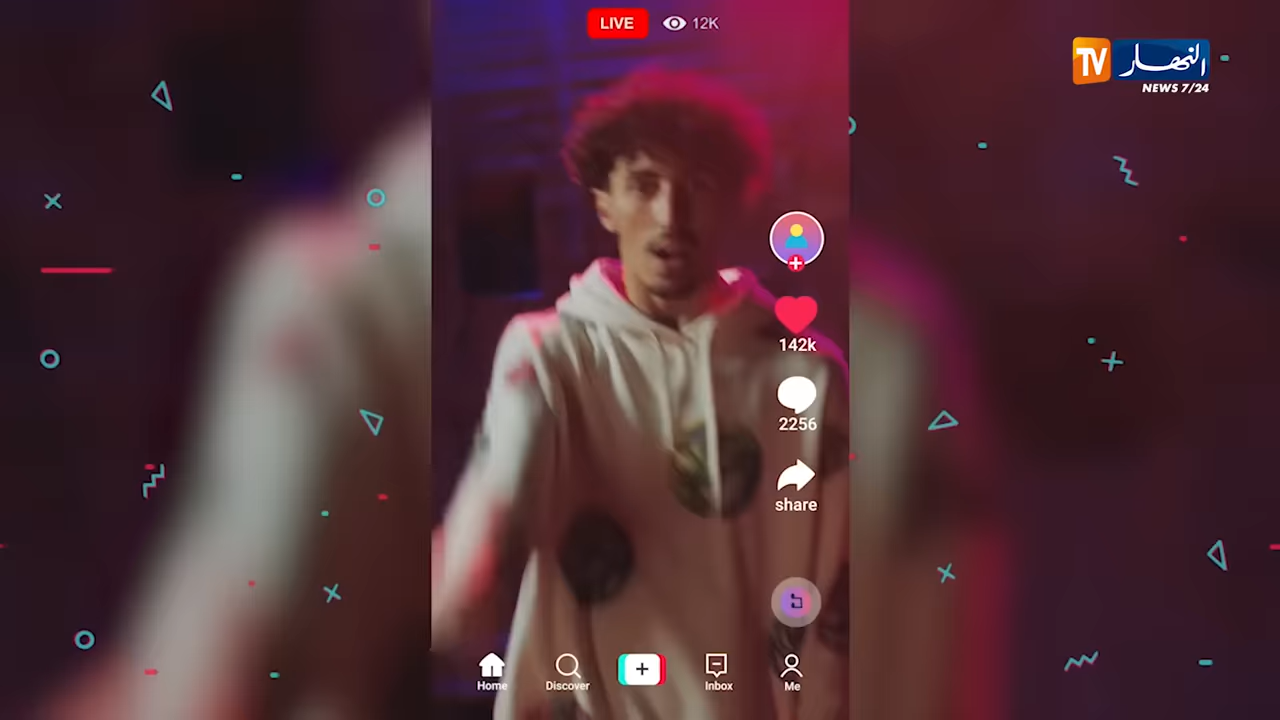 LIVE 12K
TV النهار
NEWS 7/24
142k
2256
share
Home Discover Inbox Me